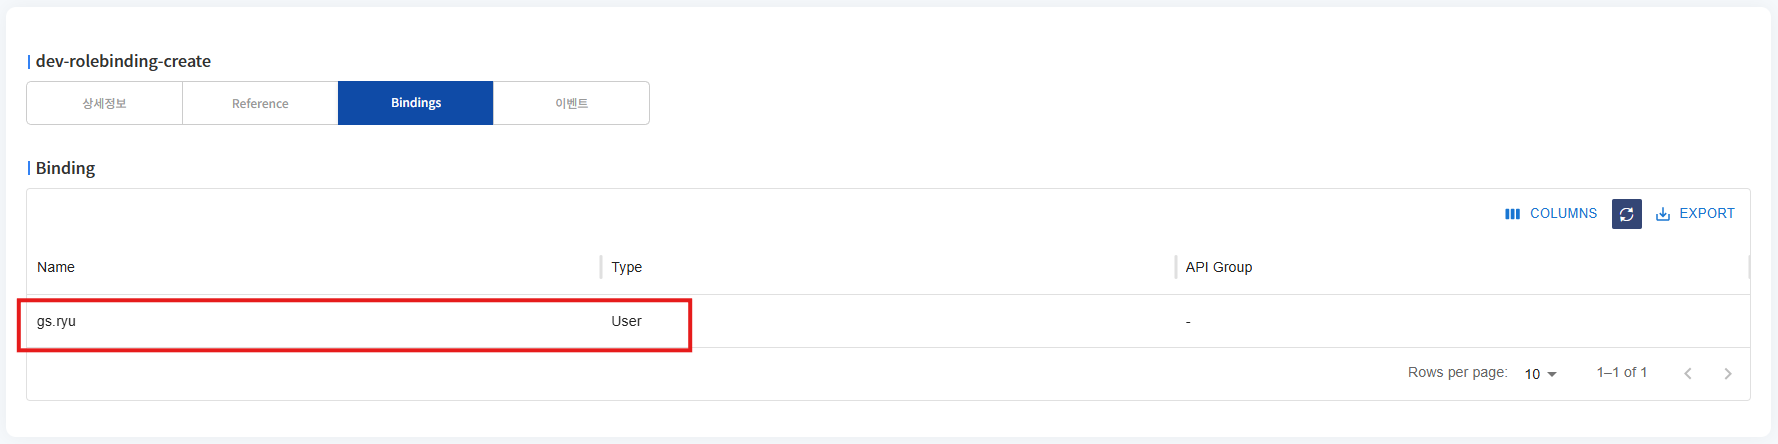 dev-rolebinding-create
상세정보 Reference Bindings 이벤트
Binding
COLUMNS EXPORT
Name Type API Group
gs.ryu User -
Rows per page: 10 1–1 of 1